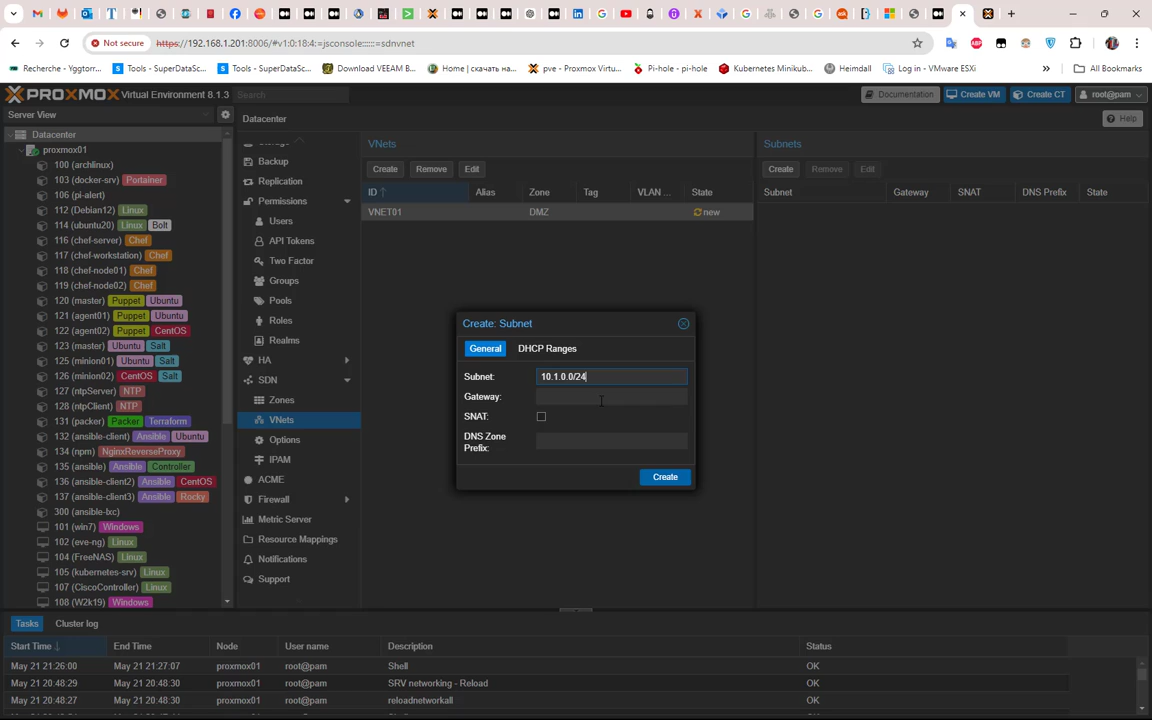 Not secure
https://192.168.1.201:8006/#v1:0:18:4:=jsconsole::::::=sdnvnet
Recherche - Yggtorr...
Tools - SuperDataSc...
Tools - SuperDataSc...
Download VEEAM B...
Home | скачать на...
pve - Proxmox Virtu...
Pi-hole - pi-hole
Kubernetes Minikub...
Heimdall
Log in - VMware ESXi
»
All Bookmarks
PROXMOX Virtual Environment 8.1.3
Search
Documentation
Create VM
Create CT
root@pam
Server View
Datacenter
Help
Datacenter
proxmox01
100 (archlinux)
103 (docker-srv) Portainer
106 (pi-alert)
112 (Debian12) Linux
114 (ubuntu20) Linux Bolt
116 (chef-server) Chef
117 (chef-workstation) Chef
118 (chef-node01) Chef
119 (chef-node02) Chef
120 (master) Puppet Ubuntu
121 (agent01) Puppet Ubuntu
122 (agent02) Puppet CentOS
123 (master) Ubuntu Salt
125 (minion01) Ubuntu Salt
126 (minion02) CentOS Salt
127 (ntpServer) NTP
128 (ntpClient) NTP
131 (packer) Packer Terraform
132 (ansible-client) Ansible Ubuntu
134 (npm) NginxReverseProxy
135 (ansible) Ansible Controller
136 (ansible-client2) Ansible CentOS
137 (ansible-client3) Ansible Rocky
300 (ansible-lxc)
101 (win7) Windows
102 (eve-ng) Linux
104 (FreeNAS) Linux
105 (kubernetes-srv) Linux
107 (CiscoController) Linux
108 (W2k19) Windows
Storage
Backup
Replication
Permissions
Users
API Tokens
Two Factor
Groups
Pools
Roles
Realms
HA
SDN
Zones
VNets
Options
IPAM
ACME
Firewall
Metric Server
Resource Mappings
Notifications
Support
VNets
Create Remove Edit
ID Alias Zone Tag VLAN ... State
VNET01 DMZ new
Subnets
Create Remove Edit
Subnet Gateway SNAT DNS Prefix State
Create: Subnet
General DHCP Ranges
Subnet: 10.1.0.0/24
Gateway:
SNAT:
DNS Zone
Prefix:
Create
Tasks Cluster log
Start Time End Time Node User name Description Status
May 21 21:26:00 May 21 21:27:07 proxmox01 root@pam Shell OK
May 21 20:48:29 May 21 20:48:30 proxmox01 root@pam SRV networking - Reload OK
May 21 20:48:27 May 21 20:48:30 proxmox01 root@pam reloadnetworkall OK